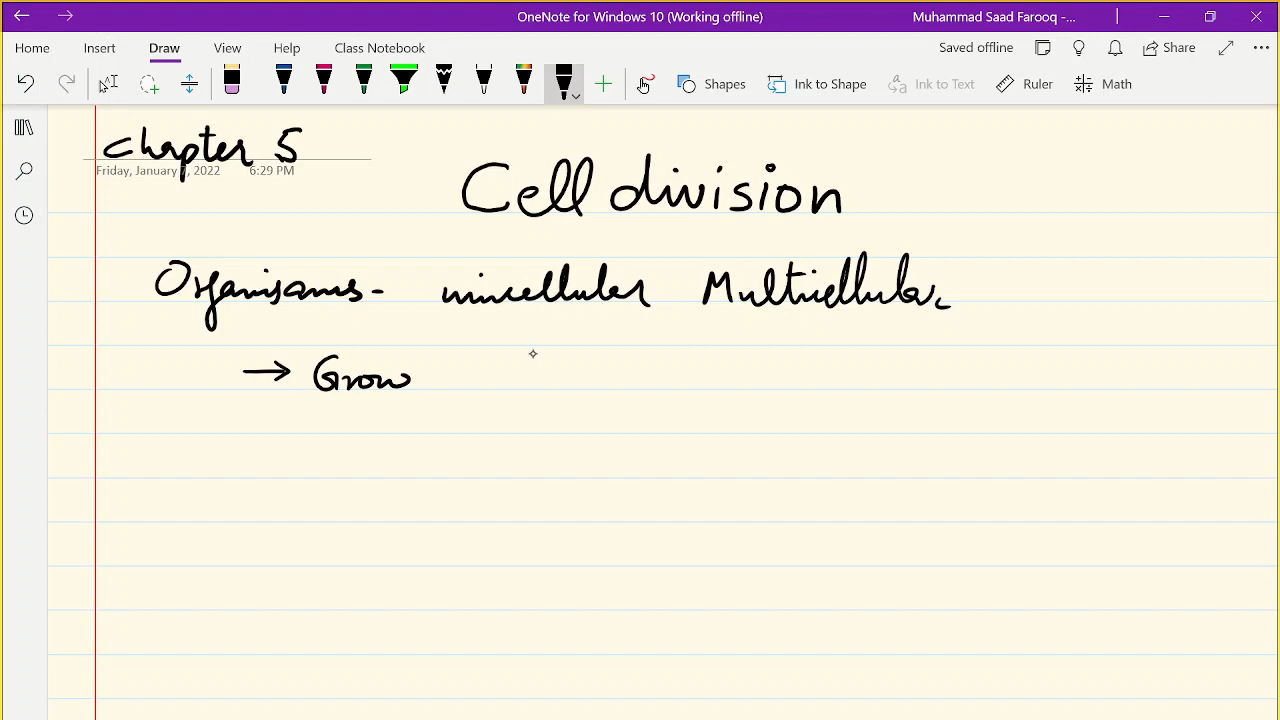 OneNote for Windows 10 (Working offline) Muhammad Saad Farooq -...
Home Insert Draw View Help Class Notebook Saved offline Share
Shapes Ink to Shape Ink to Text Ruler Math
Chapter 5
Friday, January 7, 2022 6:29 PM
Cell division
Organisms - unicellular Multicellular
→ Grow